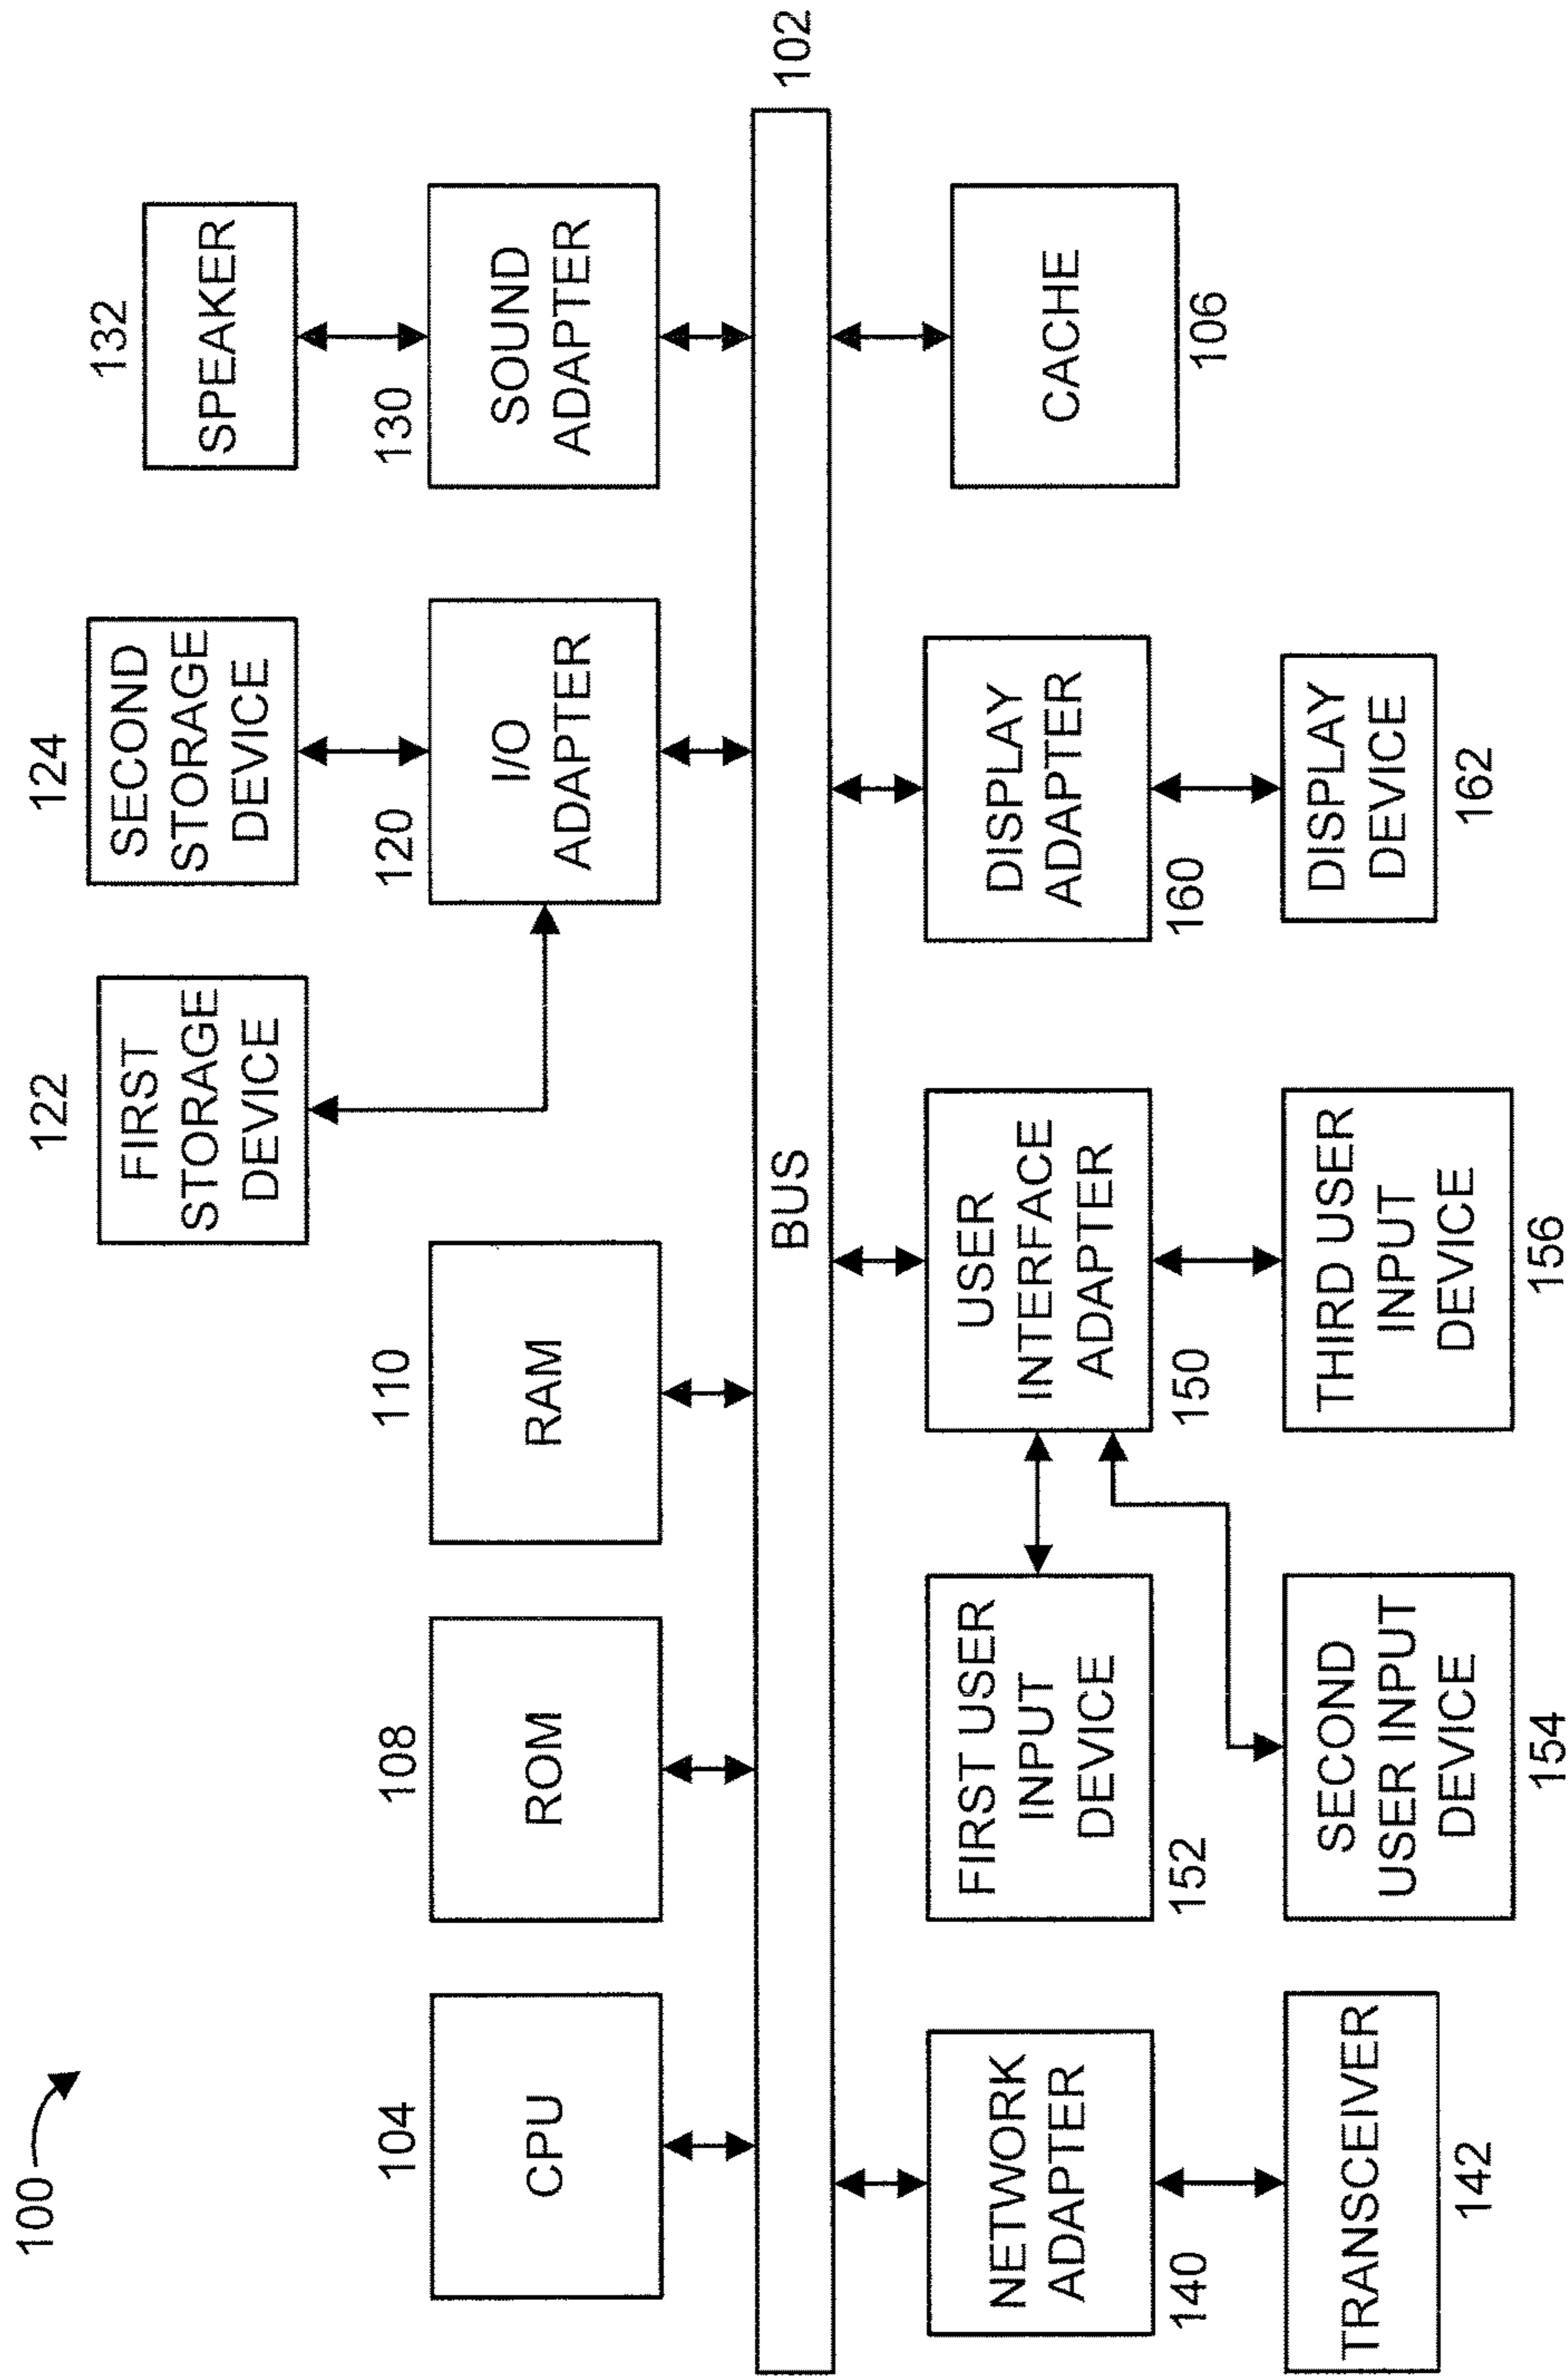 100
122
FIRST
STORAGE
DEVICE
124
SECOND
STORAGE
DEVICE
132
SPEAKER
104
CPU
108
ROM
110
RAM
120
I/O
ADAPTER
130
SOUND
ADAPTER
BUS
102
NETWORK
ADAPTER
140
FIRST USER
INPUT
DEVICE
152
USER
INTERFACE
ADAPTER
150
DISPLAY
ADAPTER
160
CACHE
106
TRANSCEIVER
142
SECOND
USER INPUT
DEVICE
154
THIRD USER
INPUT
DEVICE
156
DISPLAY
DEVICE
162